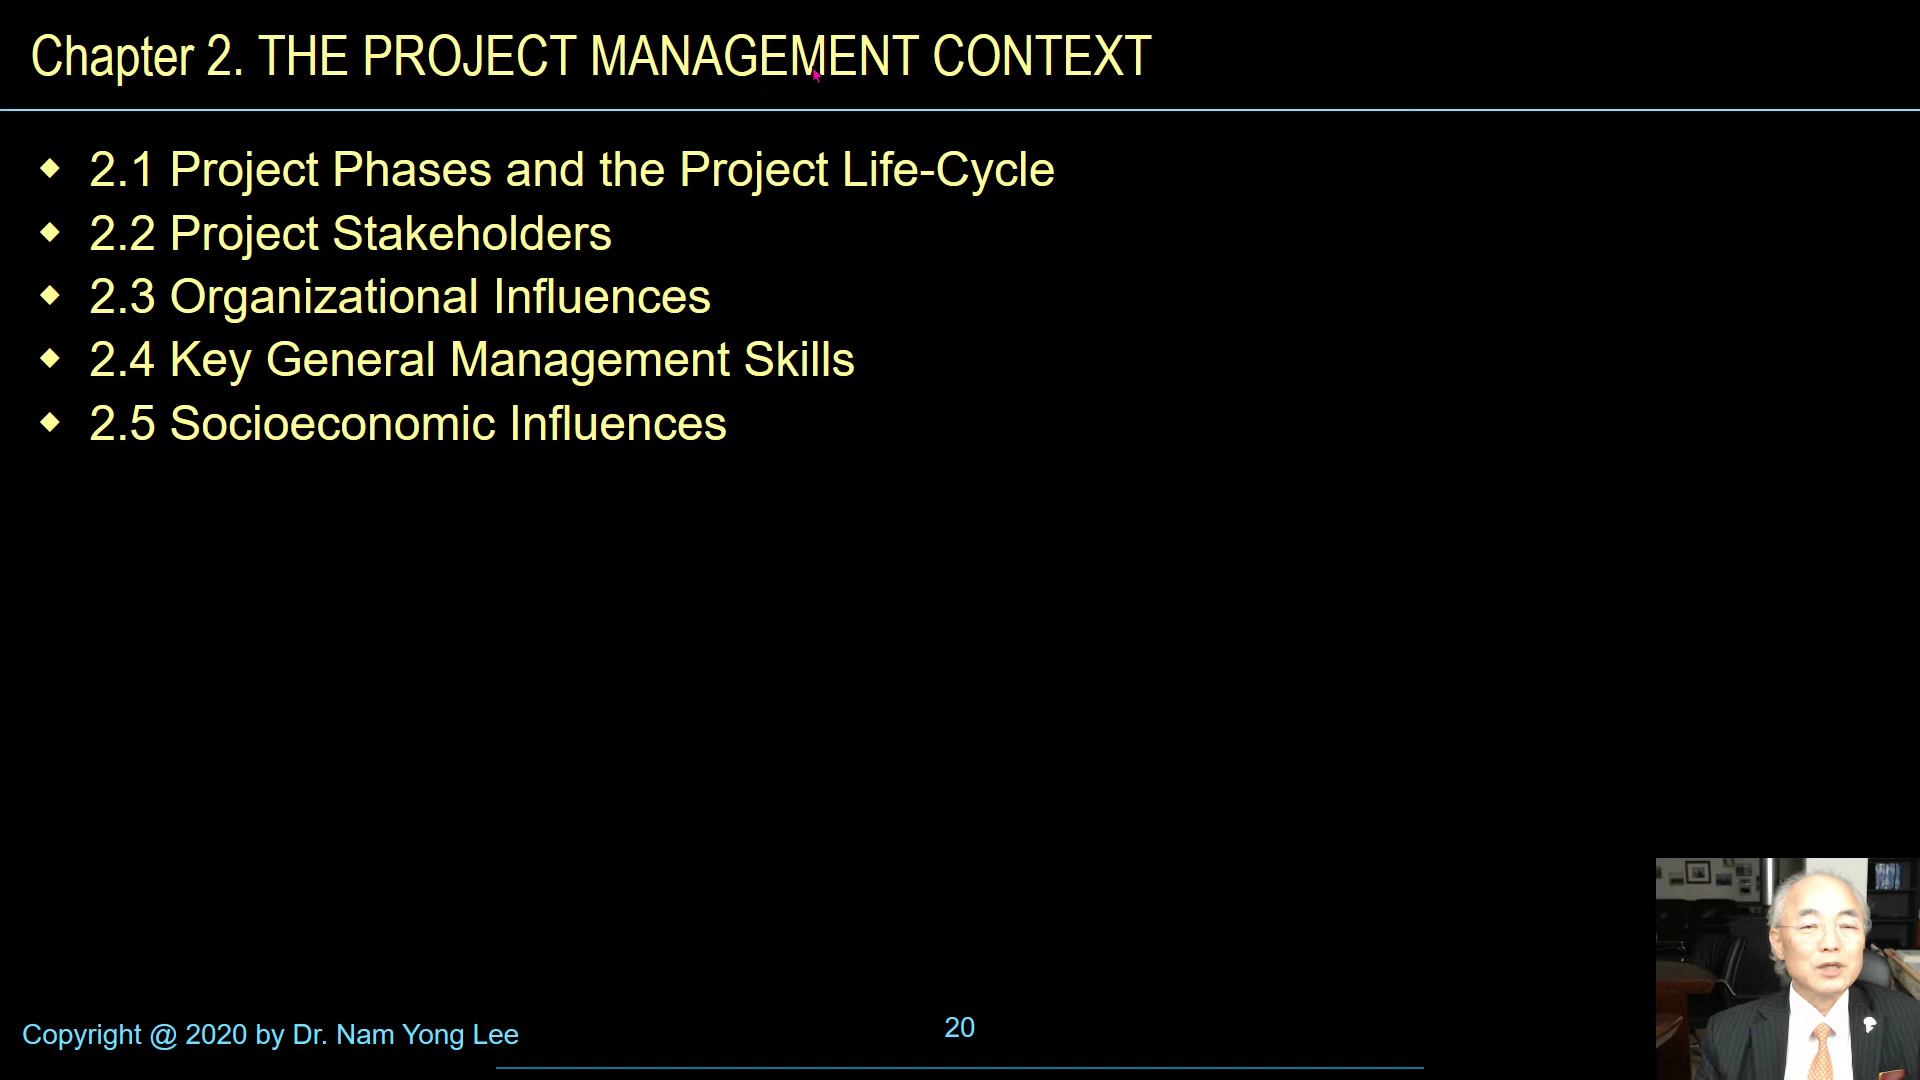 Chapter 2. THE PROJECT MANAGEMENT CONTEXT
2.1 Project Phases and the Project Life-Cycle
2.2 Project Stakeholders
2.3 Organizational Influences
2.4 Key General Management Skills
2.5 Socioeconomic Influences
Copyright @ 2020 by Dr. Nam Yong Lee
20